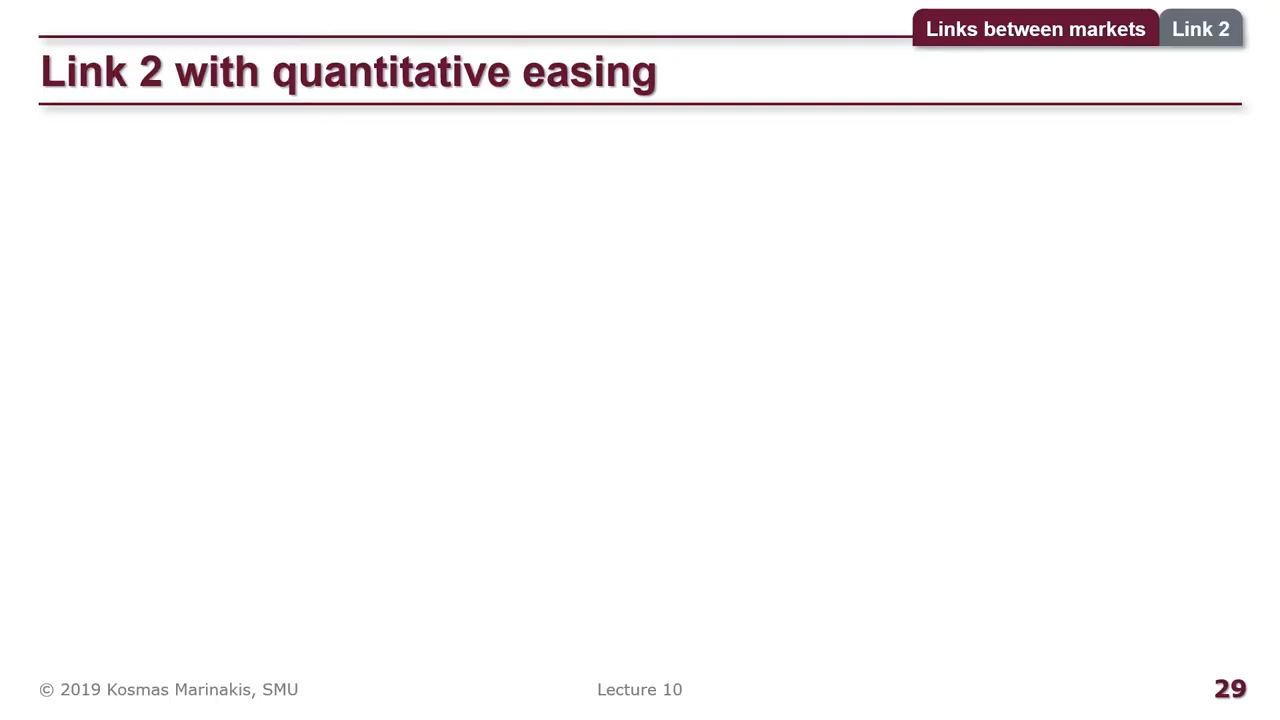 Links between markets Link 2
Link 2 with quantitative easing
© 2019 Kosmas Marinakis, SMU Lecture 10 29